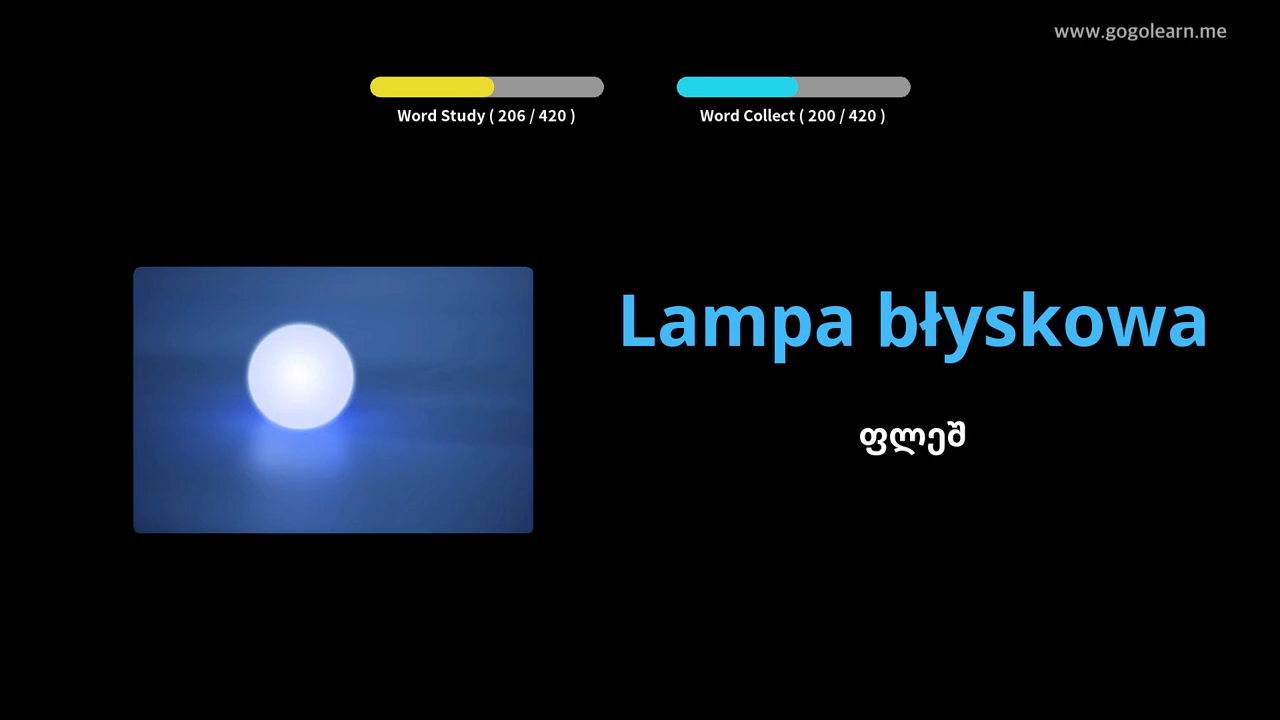 www.gogolearn.me
Word Study ( 206 / 420 )
Word Collect ( 200 / 420 )
Lampa błyskowa
ფლეშ